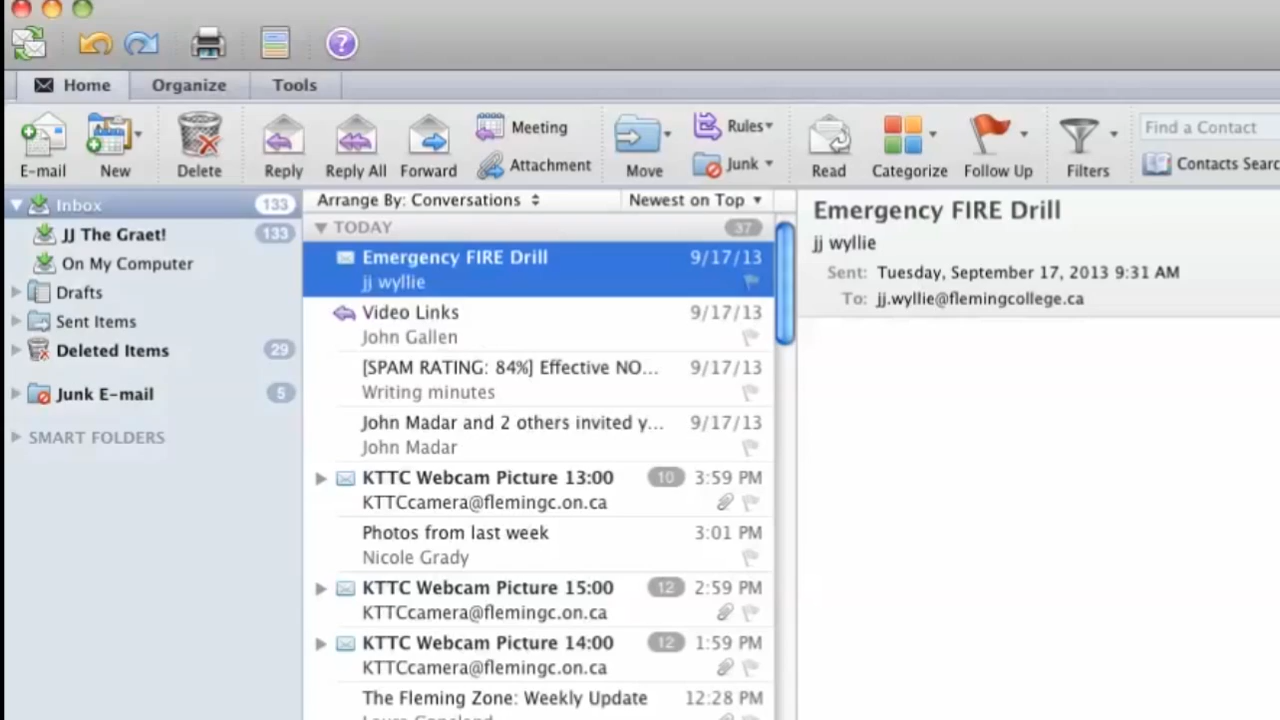 Home Organize Tools
E-mail New Delete Reply Reply All Forward Meeting Attachment Move Rules Junk Read Categorize Follow Up Filters Find a Contact
Contacts Searc
Inbox 133
JJ The Graet! 133
On My Computer
Drafts
Sent Items
Deleted Items 29
Junk E-mail 5
SMART FOLDERS
Arrange By: Conversations Newest on Top
TODAY 37
Emergency FIRE Drill 9/17/13
jj wyllie
Video Links 9/17/13
John Gallen
[SPAM RATING: 84%] Effective NO... 9/17/13
Writing minutes
John Madar and 2 others invited y... 9/17/13
John Madar
KTTC Webcam Picture 13:00 10 3:59 PM
KTTCcamera@flemingc.on.ca
Photos from last week 3:01 PM
Nicole Grady
KTTC Webcam Picture 15:00 12 2:59 PM
KTTCcamera@flemingc.on.ca
KTTC Webcam Picture 14:00 12 1:59 PM
KTTCcamera@flemingc.on.ca
The Fleming Zone: Weekly Update 12:28 PM
Emergency FIRE Drill
jj wyllie
Sent: Tuesday, September 17, 2013 9:31 AM
To: jj.wyllie@flemingcollege.ca